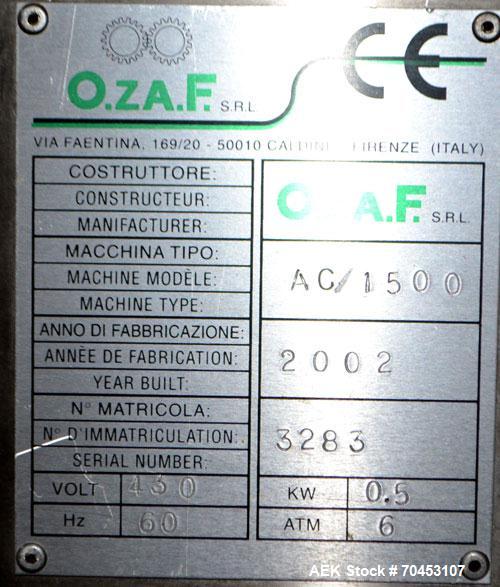 O.ZA.F. S.R.L.
CE
VIA FAENTINA, 169/20 - 50010 CALDINE FIRENZE (ITALY)
COSTRUTTORE:
CONSTRUCTEUR:
MANIFACTURER:
O.ZA.F. S.R.L.
MACCHINA TIPO:
MACHINE MODÈLE:
MACHINE TYPE:
AC/1500
ANNO DI FABBRICAZIONE:
ANNÈE DE FABRICATION:
YEAR BUILT:
2002
N° MATRICOLA:
N° D'IMMATRICULATION:
SERIAL NUMBER:
3283
VOLT 430 KW 0.5
Hz 60 ATM 6
AEK Stock # 70453107